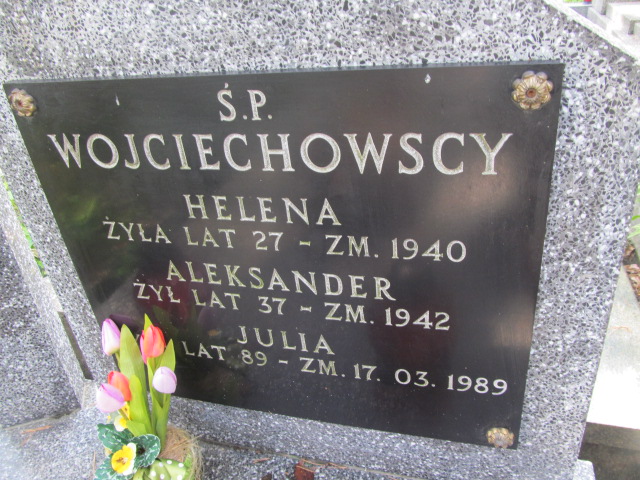 Ś.P.
WOJCIECHOWSCY
HELENA
ŻYŁA LAT 27 - ZM. 1940
ALEKSANDER
ŻYŁ LAT 37 - ZM. 1942
JULIA
LAT 89 - ZM. 17. 03. 1989